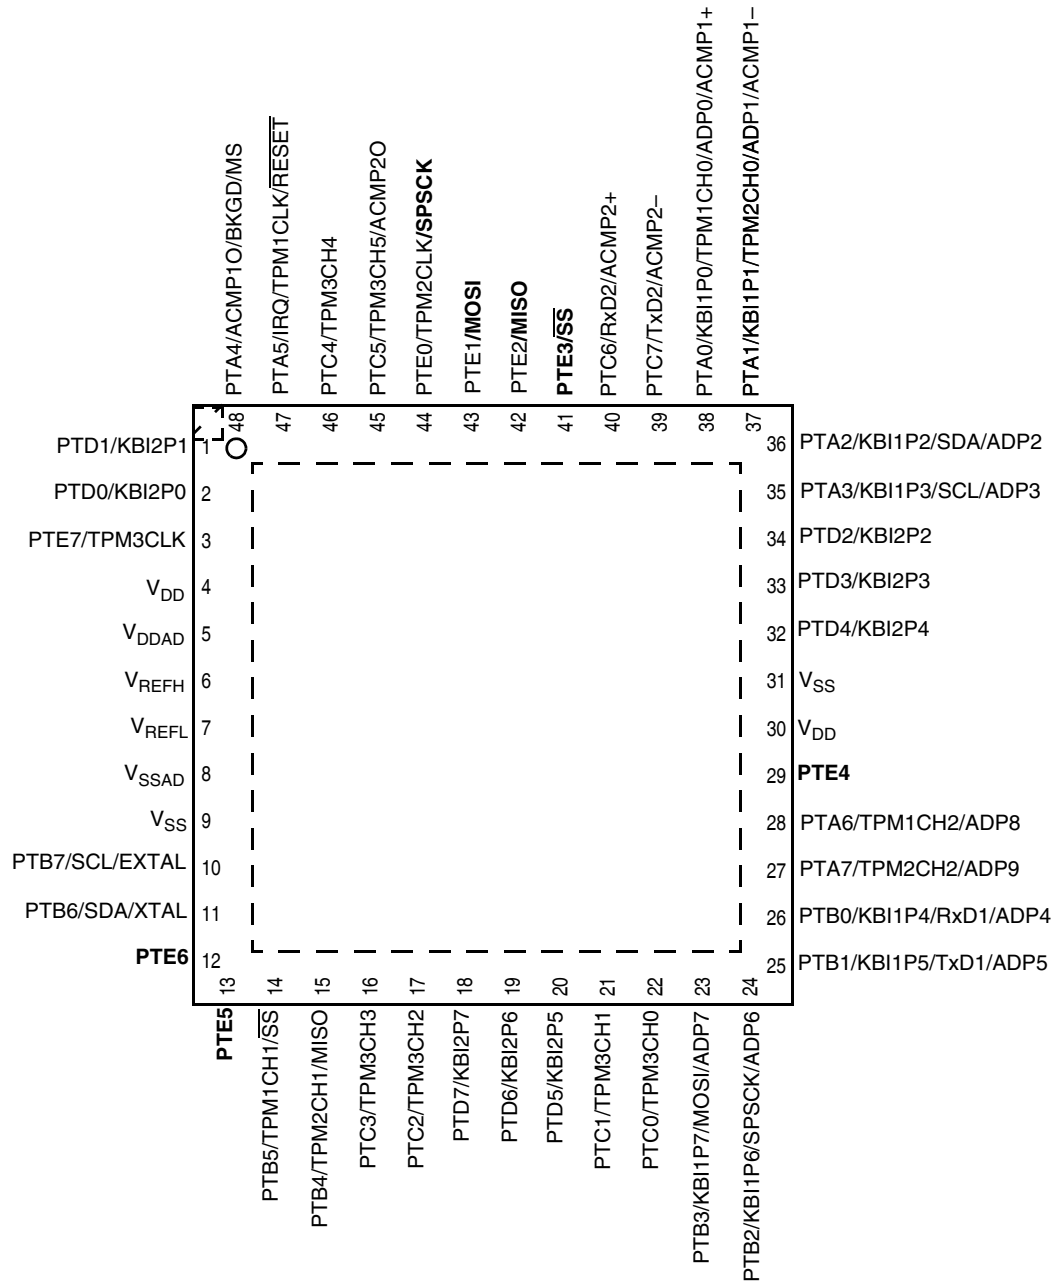 PTA4/ACMP1O/BKGD/MS
PTA5/IRQ/TPM1CLK/RESET
PTC4/TPM3CH4
PTC5/TPM3CH5/ACMP2O
PTE0/TPM2CLK/SPSCK
PTE1/MOSI
PTE2/MISO
PTE3/SS
PTC6/RxD2/ACMP2+
PTC7/TxD2/ACMP2–
PTA0/KBI1P0/TPM1CH0/ADP0/ACMP1+
PTA1/KBI1P1/TPM2CH0/ADP1/ACMP1–
48
47
46
45
44
43
42
41
40
39
38
37
PTD1/KBI2P1 1
PTD0/KBI2P0 2
PTE7/TPM3CLK 3
VDD 4
VDDAD 5
VREFH 6
VREFL 7
VSSAD 8
VSS 9
PTB7/SCL/EXTAL 10
PTB6/SDA/XTAL 11
PTE6 12
36 PTA2/KBI1P2/SDA/ADP2
35 PTA3/KBI1P3/SCL/ADP3
34 PTD2/KBI2P2
33 PTD3/KBI2P3
32 PTD4/KBI2P4
31 VSS
30 VDD
29 PTE4
28 PTA6/TPM1CH2/ADP8
27 PTA7/TPM2CH2/ADP9
26 PTB0/KBI1P4/RxD1/ADP4
25 PTB1/KBI1P5/TxD1/ADP5
13
14
15
16
17
18
19
20
21
22
23
24
PTE5
PTB5/TPM1CH1/SS
PTB4/TPM2CH1/MISO
PTC3/TPM3CH3
PTC2/TPM3CH2
PTD7/KBI2P7
PTD6/KBI2P6
PTD5/KBI2P5
PTC1/TPM3CH1
PTC0/TPM3CH0
PTB3/KBI1P7/MOSI/ADP7
PTB2/KBI1P6/SPSCK/ADP6